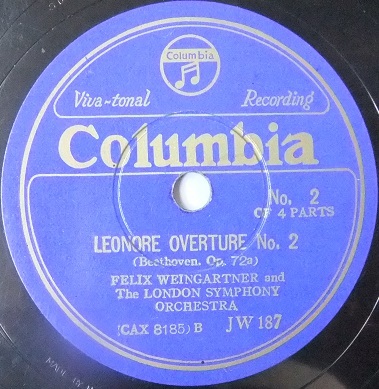 Columbia
Viva-tonal Recording
Columbia
No. 2
OF 4 PARTS
LEONORE OVERTURE No. 2
(Beethoven, Op. 72a)
FELIX WEINGARTNER and
The LONDON SYMPHONY
ORCHESTRA
(CAX 8185) B JW 187